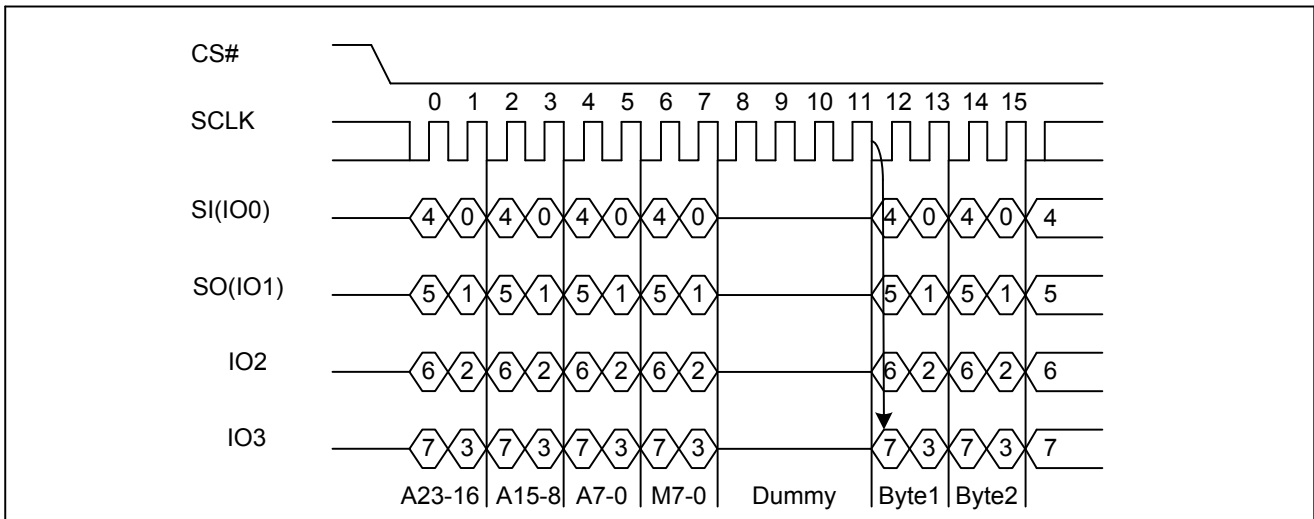 CS#
0 1 2 3 4 5 6 7 8 9 10 11 12 13 14 15
SCLK
SI(IO0) 4 0 4 0 4 0 4 0 4 0 4 0 4
SO(IO1) 5 1 5 1 5 1 5 1 5 1 5 1 5
IO2 6 2 6 2 6 2 6 2 6 2 6 2 6
IO3 7 3 7 3 7 3 7 3 7 3 7 3 7
A23-16 A15-8 A7-0 M7-0 Dummy Byte1 Byte2